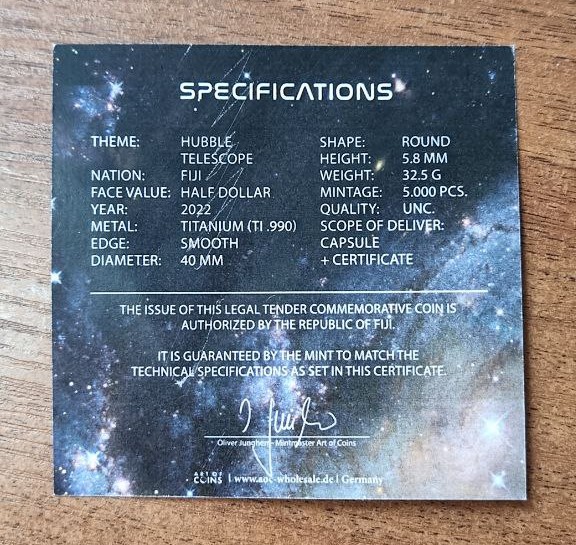 SPECIFICATIONS
THEME: HUBBLE TELESCOPE
NATION: FIJI
FACE VALUE: HALF DOLLAR
YEAR: 2022
METAL: TITANIUM (TI .990)
EDGE: SMOOTH
DIAMETER: 40 MM
SHAPE: ROUND
HEIGHT: 5.8 MM
WEIGHT: 32.5 G
MINTAGE: 5.000 PCS.
QUALITY: UNC.
SCOPE OF DELIVER:
CAPSULE
+ CERTIFICATE
THE ISSUE OF THIS LEGAL TENDER COMMEMORATIVE COIN IS
AUTHORIZED BY THE REPUBLIC OF FIJI.
IT IS GUARANTEED BY THE MINT TO MATCH THE
TECHNICAL SPECIFICATIONS AS SET IN THIS CERTIFICATE.
Oliver Junghen - Mintmaster Art of Coins
ART OF COINS | www.aoc-wholesale.de | Germany